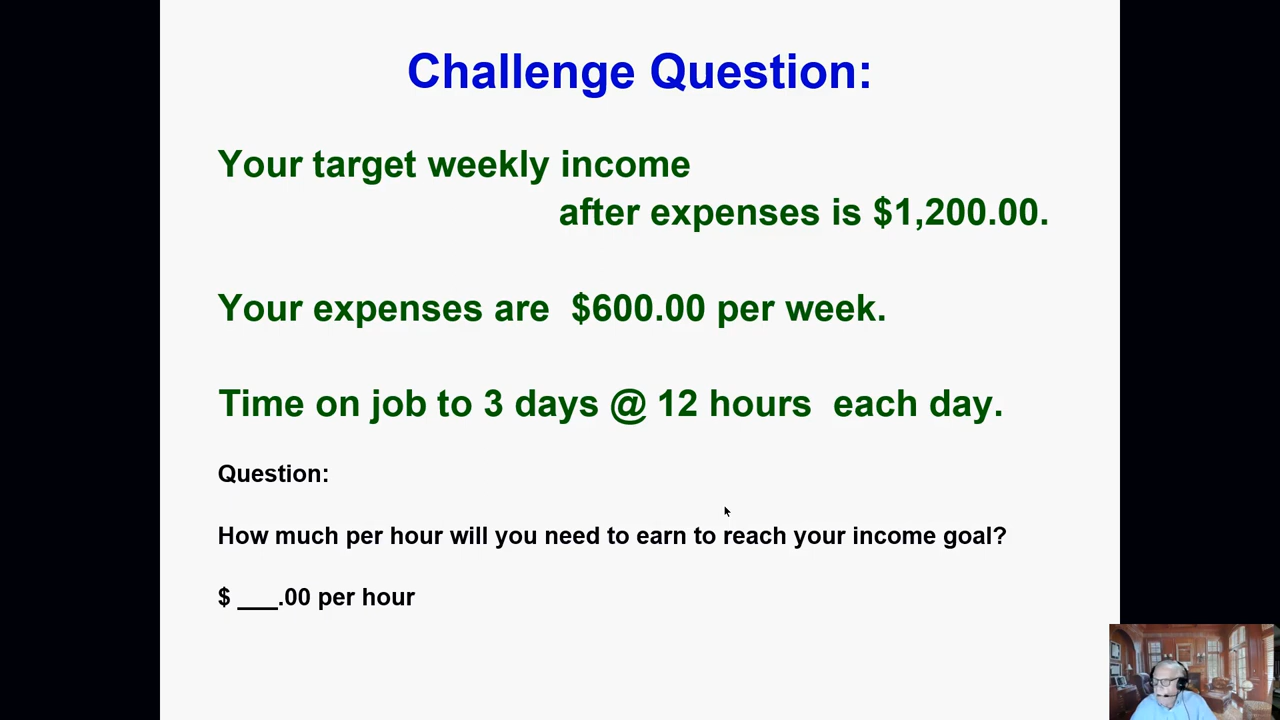 Challenge Question:
Your target weekly income
after expenses is $1,200.00.
Your expenses are  $600.00 per week.
Time on job to 3 days @ 12 hours  each day.
Question:
How much per hour will you need to earn to reach your income goal?
$ ___.00 per hour